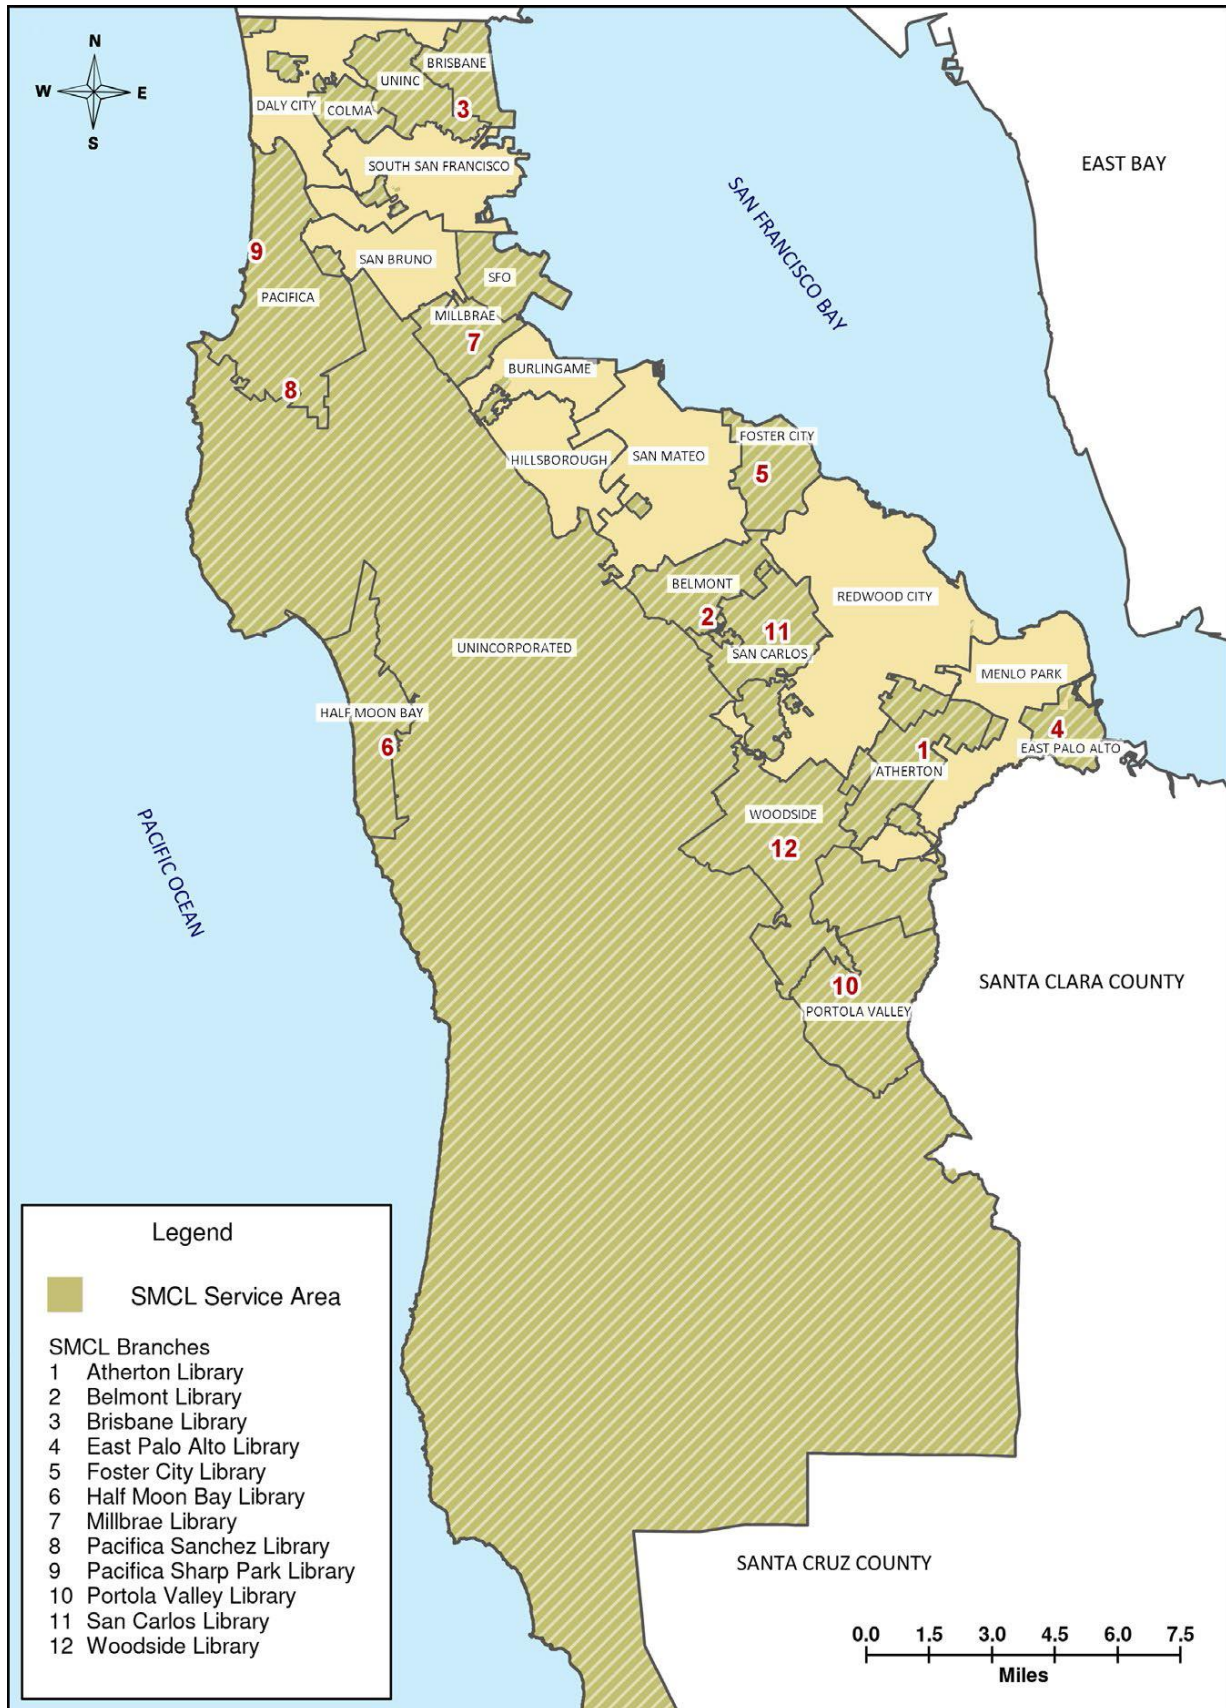 N
W E
S
BRISBANE
UNINC
DALY CITY
COLMA
3
SOUTH SAN FRANCISCO
EAST BAY
SAN FRANCISCO BAY
9
SAN BRUNO
SFO
PACIFICA
MILLBRAE
7
BURLINGAME
8
FOSTER CITY
HILLSBOROUGH
SAN MATEO
5
BELMONT
REDWOOD CITY
2
11
UNINCORPORATED
SAN CARLOS
MENLO PARK
HALF MOON BAY
4
6
1
EAST PALO ALTO
ATHERTON
WOODSIDE
12
PACIFIC OCEAN
SANTA CLARA COUNTY
10
PORTOLA VALLEY
Legend
SMCL Service Area
SMCL Branches
1 Atherton Library
2 Belmont Library
3 Brisbane Library
4 East Palo Alto Library
5 Foster City Library
6 Half Moon Bay Library
7 Millbrae Library
8 Pacifica Sanchez Library
9 Pacifica Sharp Park Library
10 Portola Valley Library
11 San Carlos Library
12 Woodside Library
SANTA CRUZ COUNTY
0.0 1.5 3.0 4.5 6.0 7.5
Miles